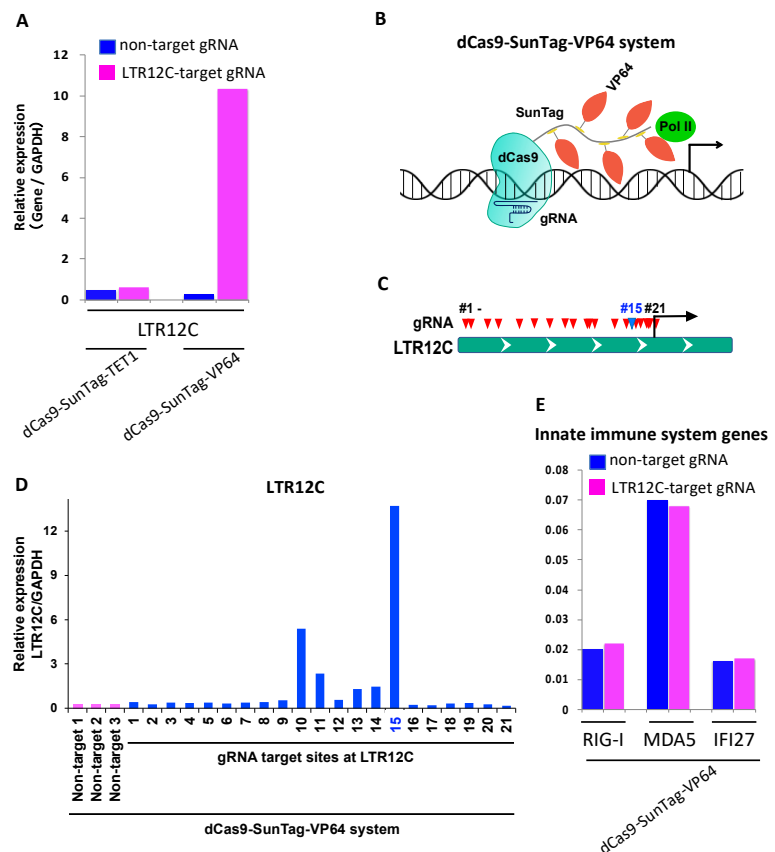 A
non-target gRNA
LTR12C-target gRNA
Relative expression
(Gene / GAPDH)
12
10
8
6
4
2
0
LTR12C
dCas9-SunTag-TET1
dCas9-SunTag-VP64
B
dCas9-SunTag-VP64 system
VP64
SunTag
Pol II
dCas9
gRNA
C
#1 -
#15
#21
gRNA
LTR12C
D
LTR12C
Relative expression
LTR12C/GAPDH
12
9
6
3
0
Non-target 1
Non-target 2
Non-target 3
1
2
3
4
5
6
7
8
9
10
11
12
13
14
15
16
17
18
19
20
21
gRNA target sites at LTR12C
dCas9-SunTag-VP64 system
E
Innate immune system genes
non-target gRNA
LTR12C-target gRNA
0.08
0.07
0.06
0.05
0.04
0.03
0.02
0.01
0
RIG-I
MDA5
IFI27
dCas9-SunTag-VP64